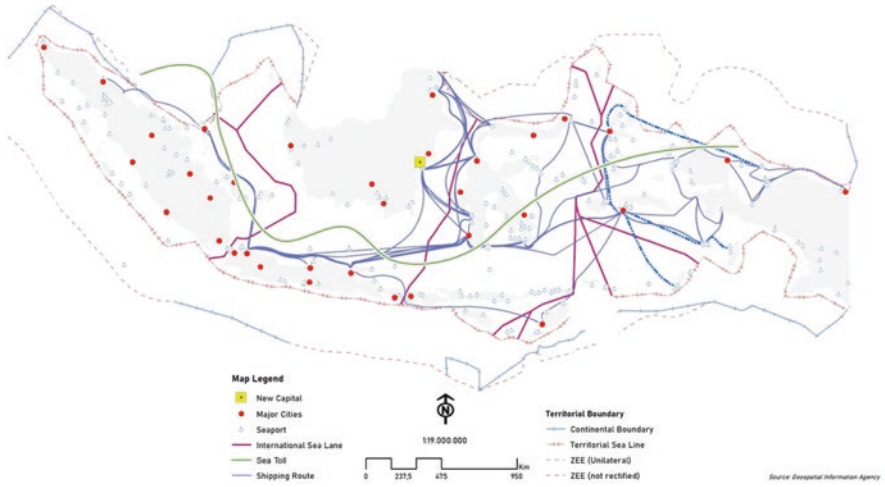 Map Legend
New Capital
Major Cities
Seaport
International Sea Lane
Sea Toll
Shipping Route
N
1:19.000.000
0 237,5 475 950 Km
Territorial Boundary
Continental Boundary
Territorial Sea Line
ZEE (Unilateral)
ZEE (not rectified)
Source: Geospatial Information Agency